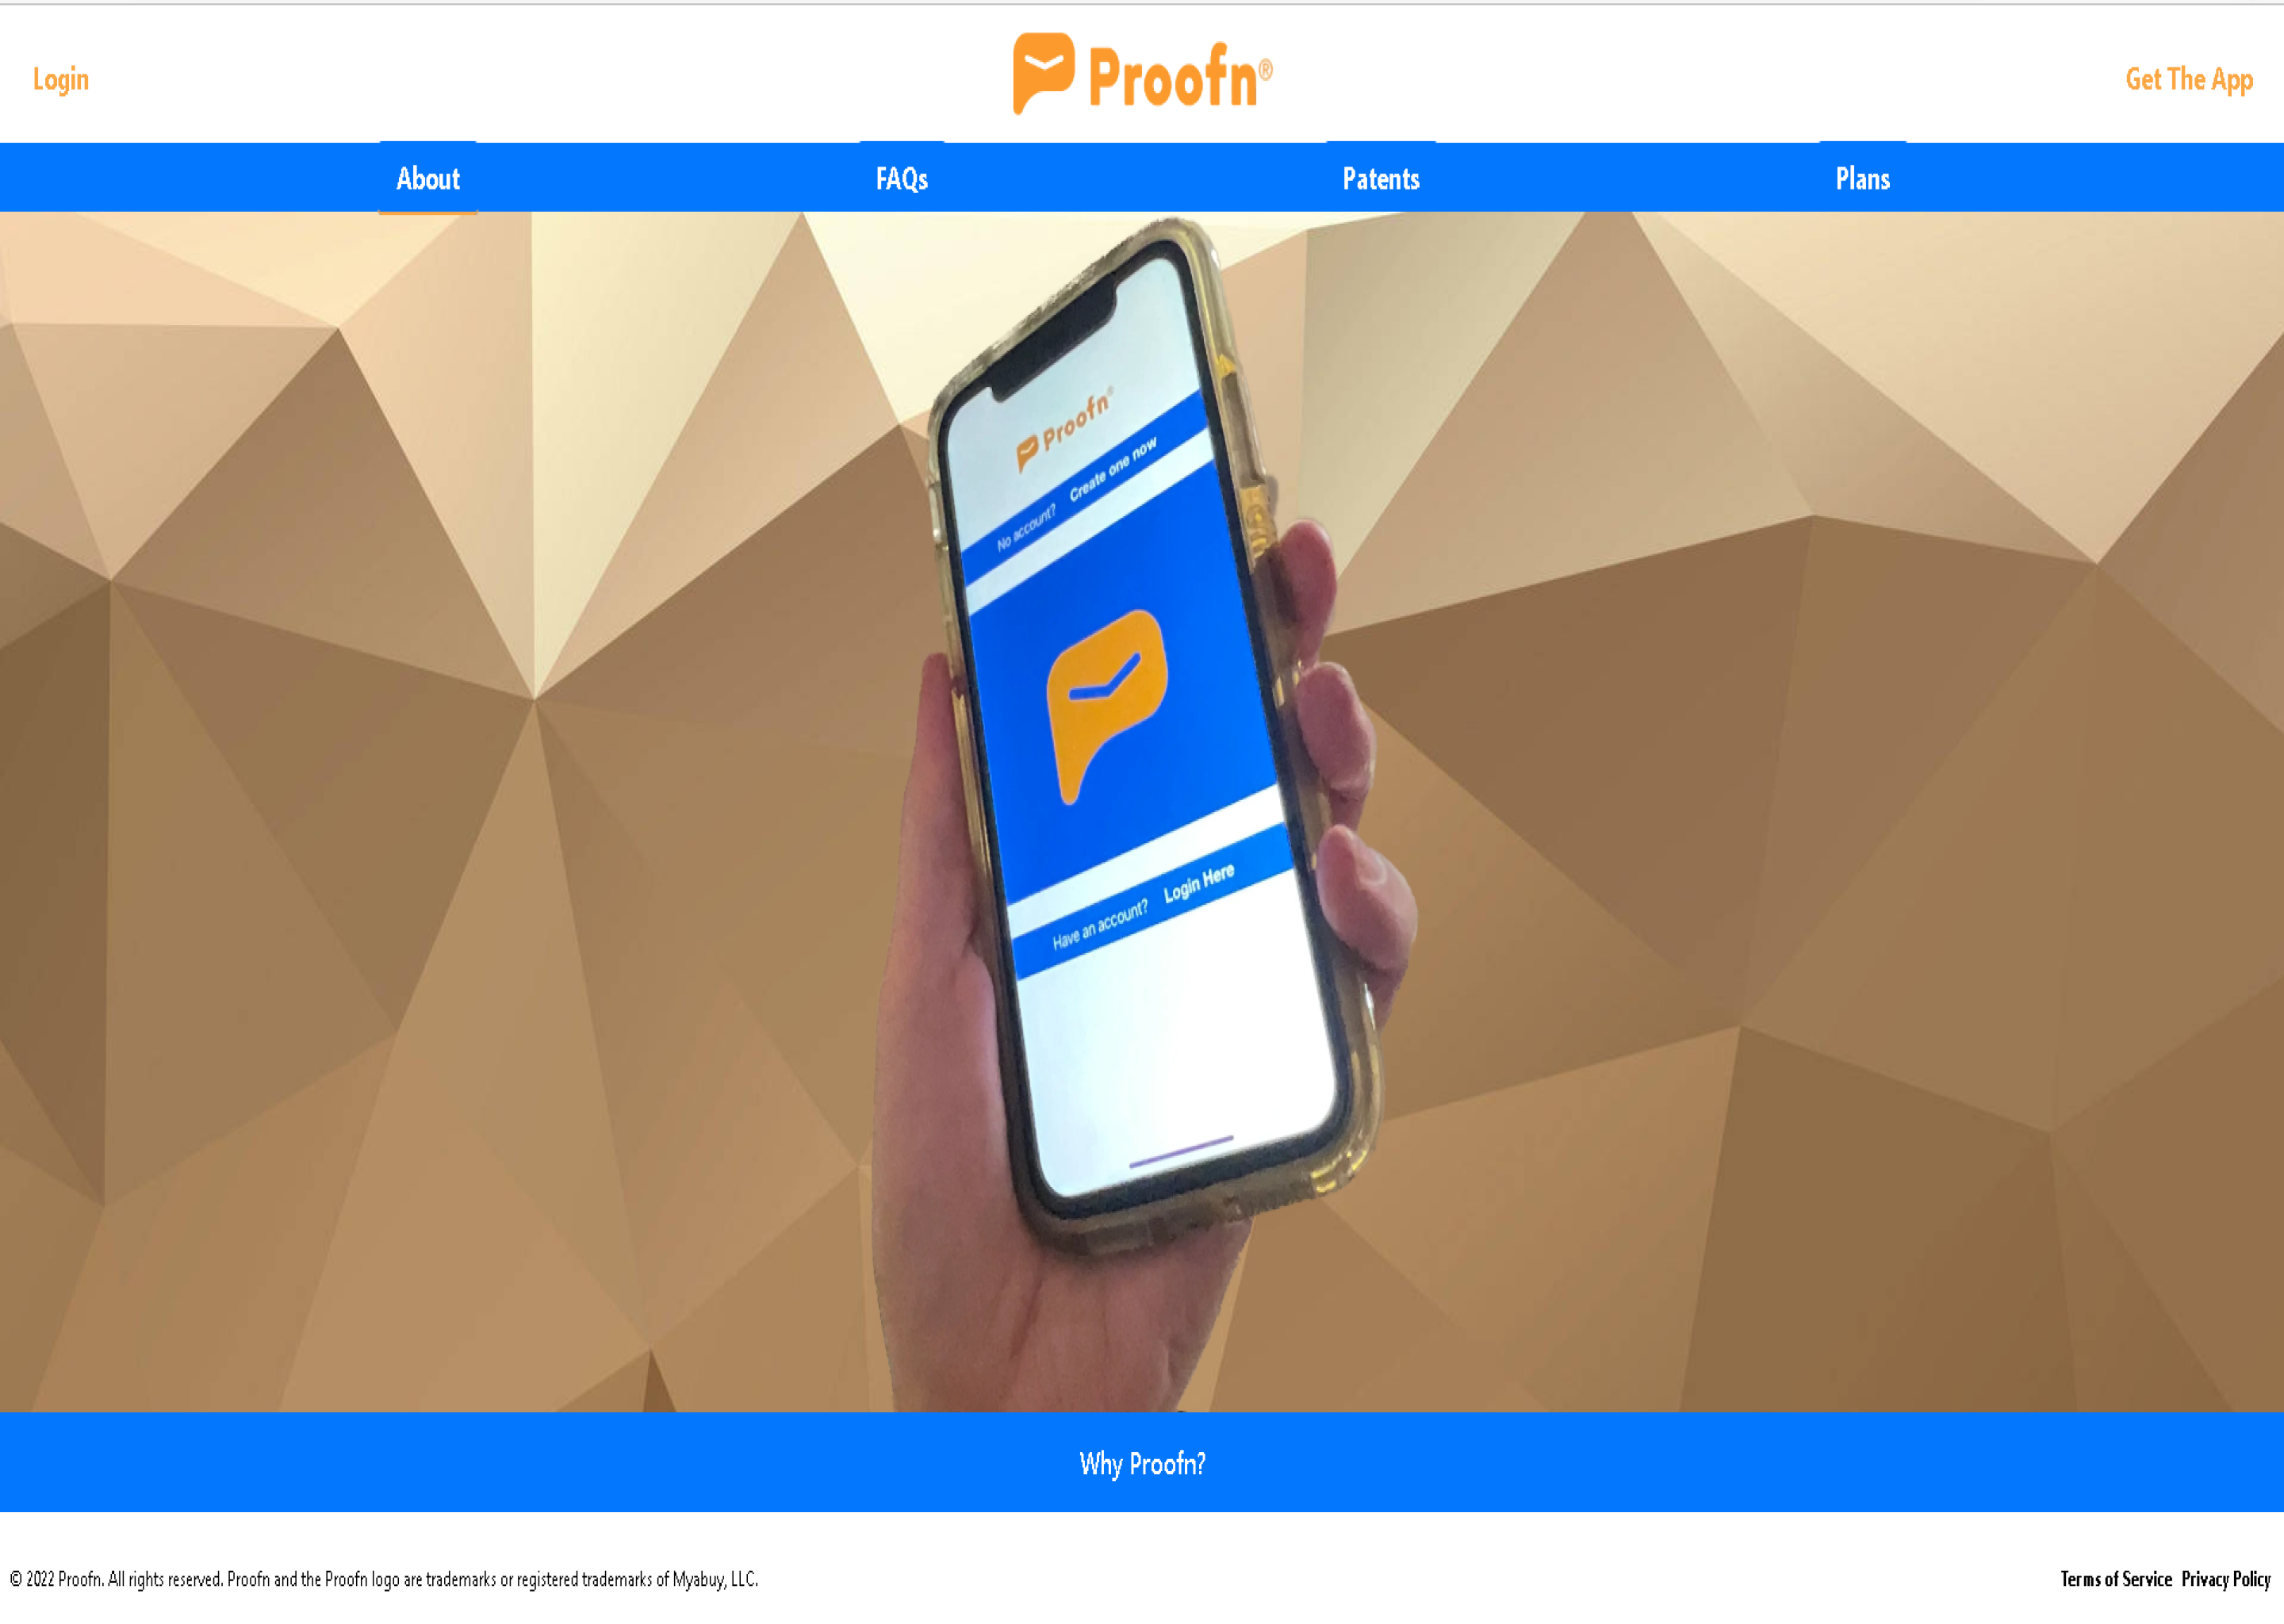 Login
Proofn®
Get The App
About
FAQs
Patents
Plans
Proofn®
No account? Create one now
Have an account? Login Here
Why Proofn?
© 2022 Proofn. All rights reserved. Proofn and the Proofn logo are trademarks or registered trademarks of Myabuy, LLC.
Terms of Service Privacy Policy